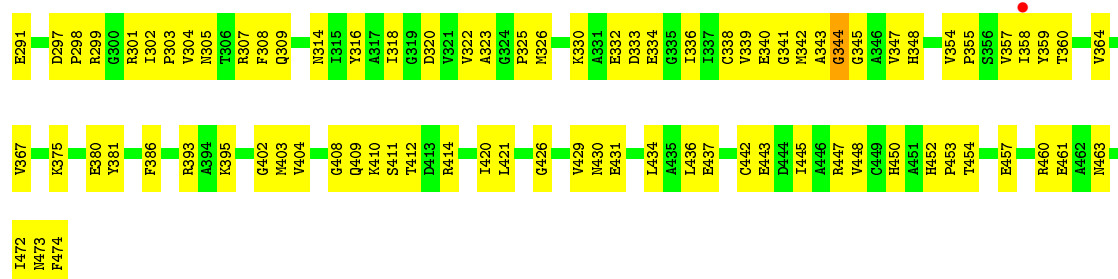 E291 D297 P298 R299 G300 R301 I302 P303 V304 N305 T306 R307 F308 Q309 N314 I315 Y316 A317 I318 G319 D320 V321 V322 A323 G324 P325 M326 K330 A331 E332 D333 E334 G335 I336 I337 C338 V339 E340 G341 M342 A343 G344 G345 A346 V347 H348 V354 P355 S356 V357 I358 Y359 T360 V364
V367 K375 E380 Y381 F386 R393 A394 K395 G402 M403 V404 G408 Q409 K410 S411 T412 D413 R414 I420 L421 G426 V429 N430 E431 L434 A435 L436 E437 C442 E443 D444 I445 A446 R447 V448 C449 H450 A451 H452 P453 T454 E457 R460 E461 A462 N463
I472 N473 F474